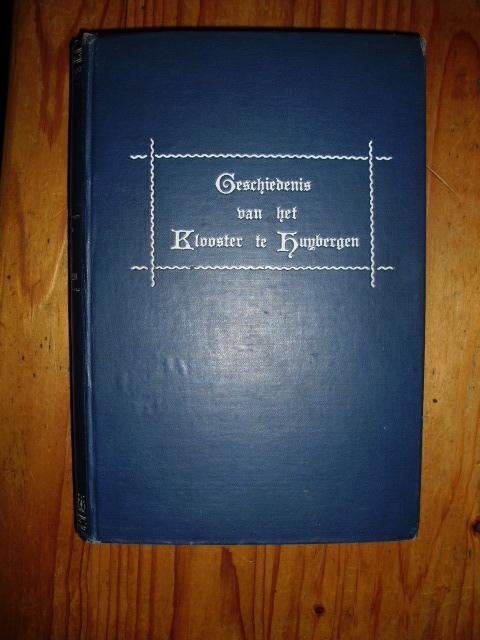 Geschiedenis
van het
Klooster te Huybergen